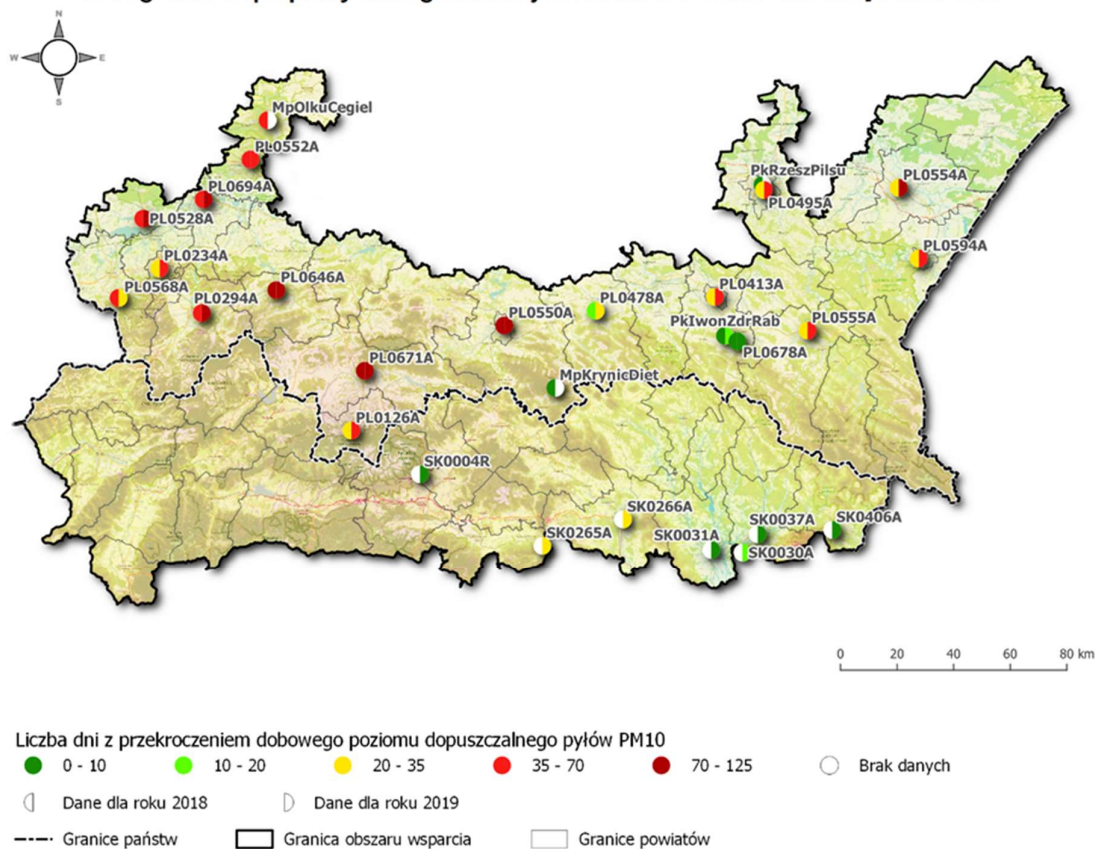 N
W
E
S
MpOlkuCegiel
PL0552A
PL0694A
PL0528A
PL0234A
PL0568A
PL0294A
PL0646A
PL0550A
PL0478A
PL0413A
PkRzeszPilsu
PL0495A
PL0554A
PL0594A
PkIwonZdrRab
PL0555A
PL0678A
PL0671A
MpKrynicDiet
PL0126A
SK0004R
SK0266A
SK0265A
SK0031A
SK0037A
SK0030A
SK0406A
0 20 40 60 80 km
Liczba dni z przekroczeniem dobowego poziomu dopuszczalnego pyłów PM10
0 - 10 10 - 20 20 - 35 35 - 70 70 - 125 Brak danych
Dane dla roku 2018 Dane dla roku 2019
Granice państw Granica obszaru wsparcia Granice powiatów